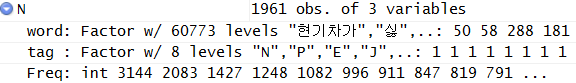 N 1961 obs. of 3 variables
word: Factor w/ 60773 levels "현기차가","싫",..: 50 58 288 181
tag : Factor w/ 8 levels "N","P","E","J",..: 1 1 1 1 1 1 1 1
Freq: int 3144 2083 1427 1248 1082 996 911 847 819 791 ...